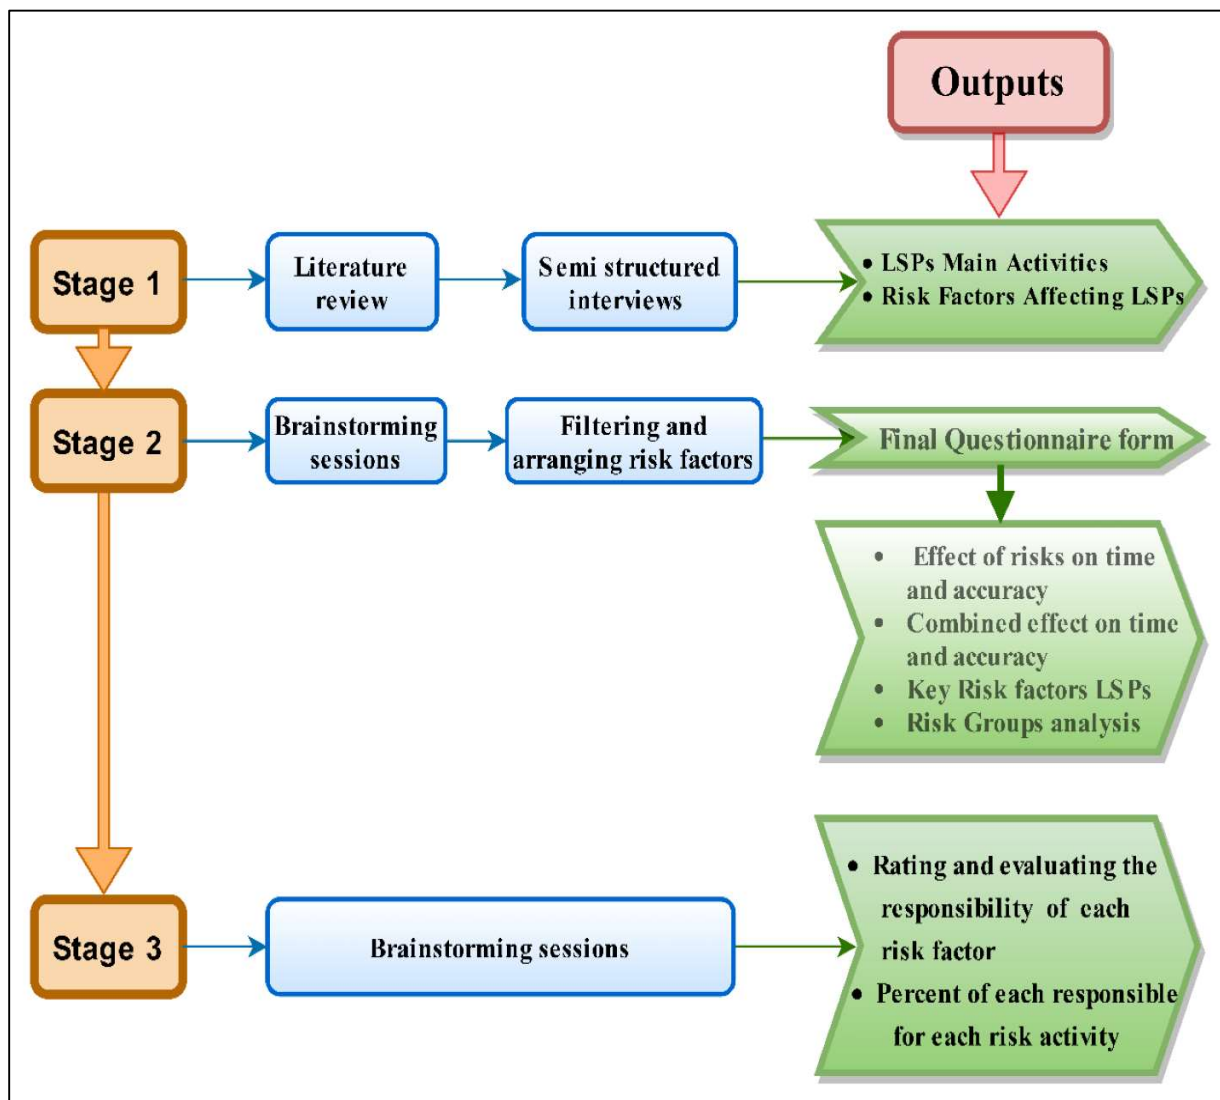 Outputs
Stage 1
Literature
review
Semi structured
interviews
• LSPs Main Activities
• Risk Factors Affecting LSPs
Stage 2
Brainstorming
sessions
Filtering and
arranging risk factors
Final Questionnaire form
• Effect of risks on time
and accuracy
• Combined effect on time
and accuracy
• Key Risk factors LSPs
• Risk Groups analysis
Stage 3
Brainstorming sessions
• Rating and evaluating the
responsibility of each
risk factor
• Percent of each responsible
for each risk activity